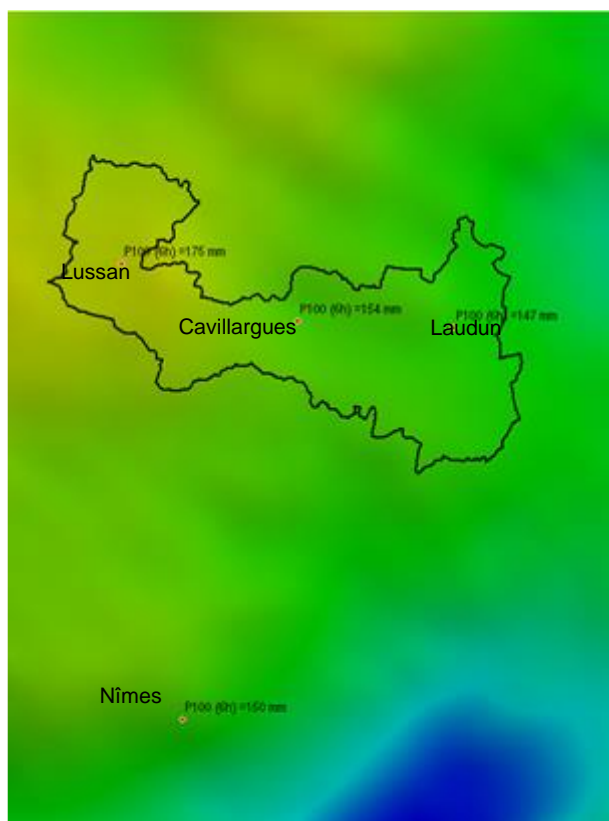 P100 (6h) =175 mm
Lussan
P100 (6h) =154 mm
Cavillargues
P100 (6h) =147 mm
Laudun
Nîmes
P100 (6h) =150 mm